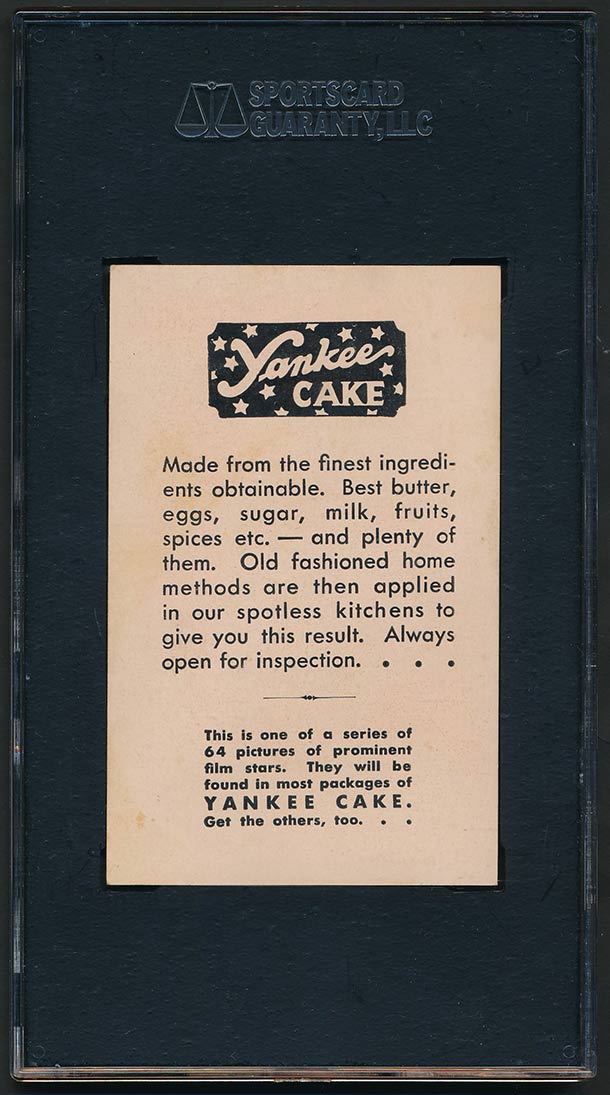 SPORTSCARD
GUARANTY, LLC
Yankee
CAKE
Made from the finest ingredi-
ents obtainable. Best butter,
eggs, sugar, milk, fruits,
spices etc. — and plenty of
them. Old fashioned home
methods are then applied
in our spotless kitchens to
give you this result. Always
open for inspection. . . .
This is one of a series of
64 pictures of prominent
film stars. They will be
found in most packages of
YANKEE CAKE.
Get the others, too. . .